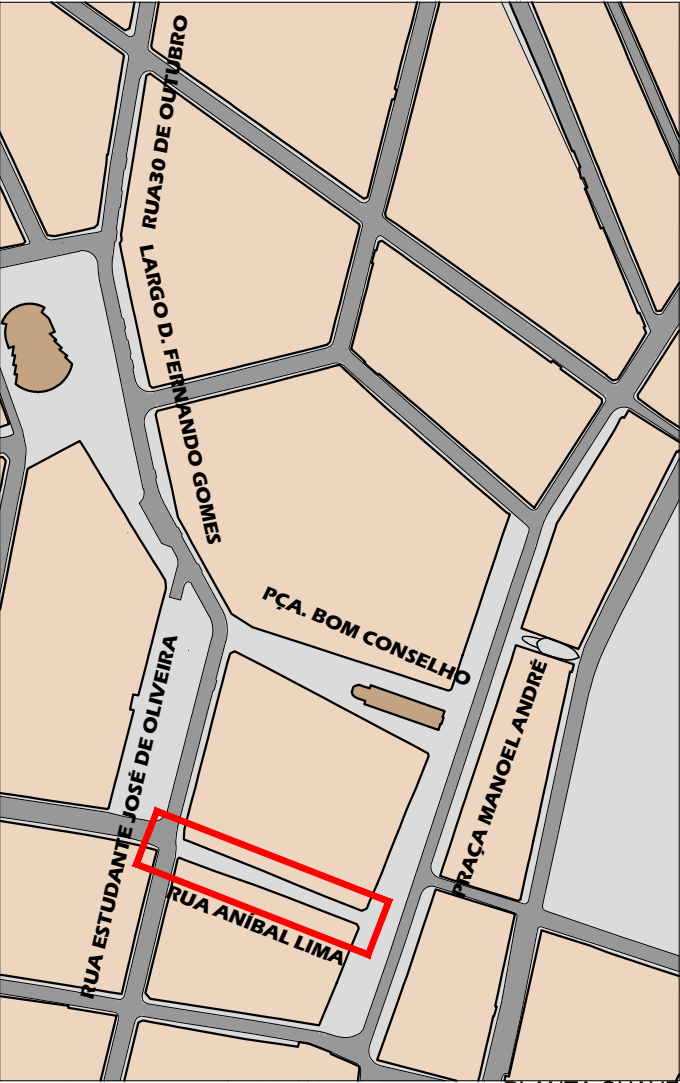 RUA30 DE OUTUBRO
LARGO D. FERNANDO GOMES
PÇA. BOM CONSELHO
RUA ESTUDANTE JOSÉ DE OLIVEIRA
PRAÇA MANOEL ANDRÉ
RUA ANÍBAL LIMA